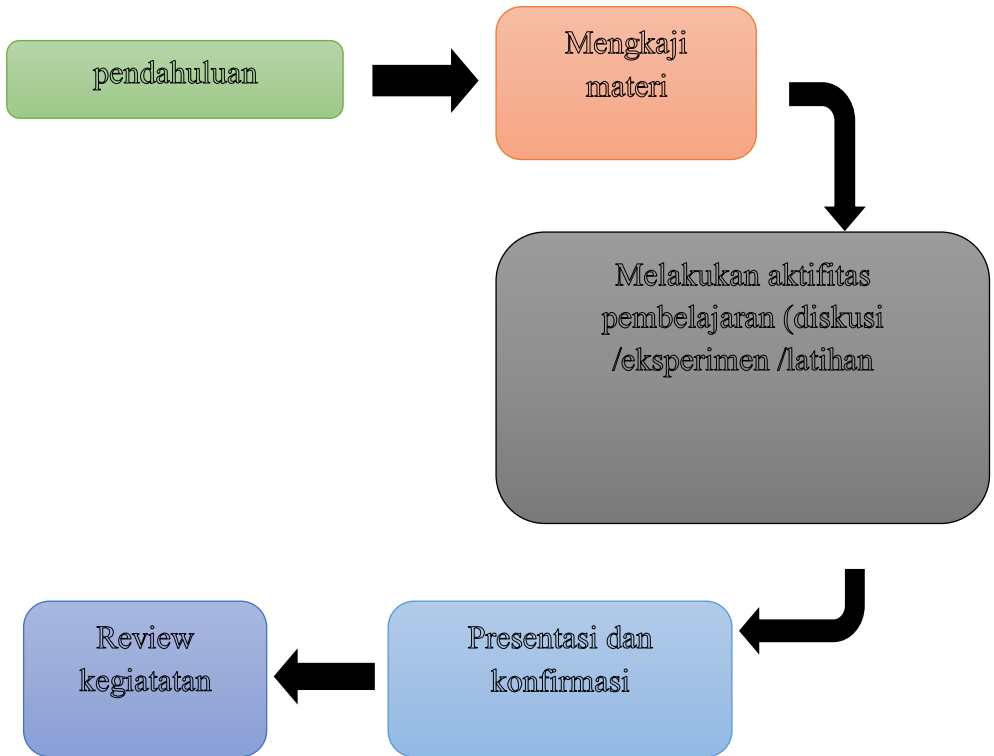 pendahuluan
Mengkaji
materi
Melakukan aktifitas
pembelajaran (diskusi
/eksperimen /latihan
Presentasi dan
konfirmasi
Review
kegiatatan